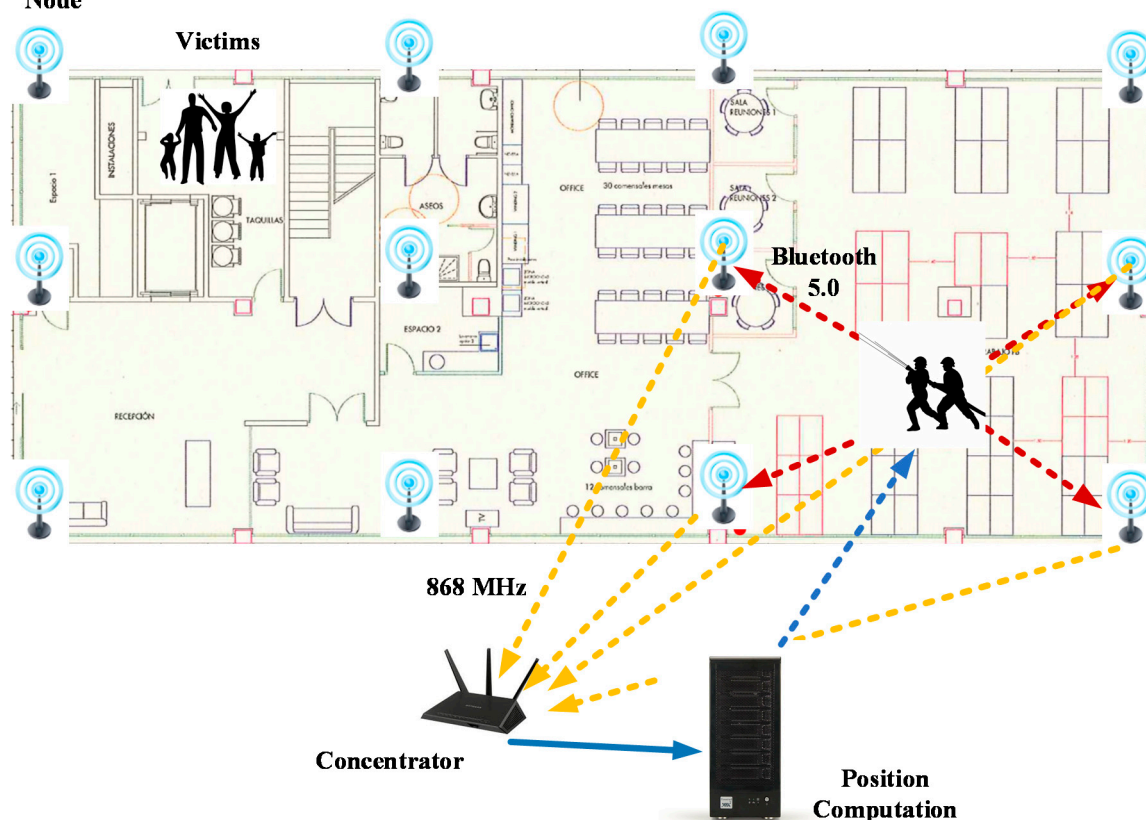 Node
Victims
INSTALACIONES
Espacio 1
TAQUILLAS
ASEOS
OFFICE
30 comensales mesas
SALA
REUNIONES 1
SALA
REUNIONES 2
Bluetooth
5.0
ESPACIO 2
OFFICE
RECEPCIÓN
12 comensales barra
TV
868 MHz
Concentrator
Position
Computation